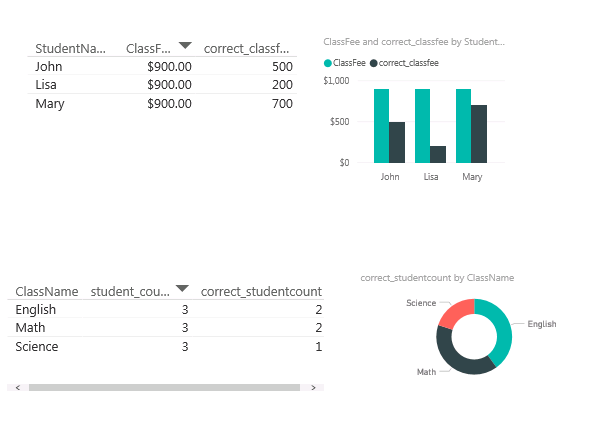 StudentNa... ClassF... correct_classf...
John $900.00 500
Lisa $900.00 200
Mary $900.00 700
ClassFee and correct_classfee by Student...
ClassFee correct_classfee
$1,000
$500
$0
John Lisa Mary
ClassName student_cou... correct_studentcount
English 3 2
Math 3 2
Science 3 1
correct_studentcount by ClassName
Science
English
Math